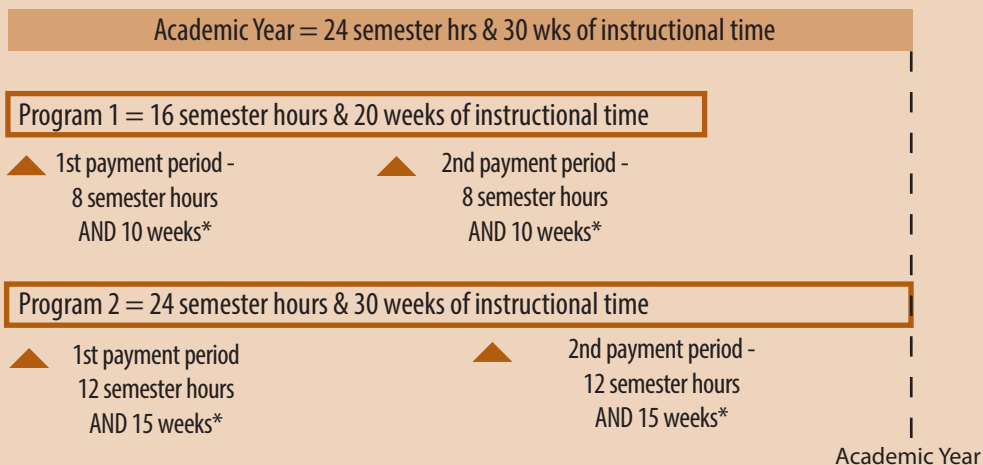 Academic Year = 24 semester hrs & 30 wks of instructional time
Program 1 = 16 semester hours & 20 weeks of instructional time
1st payment period -
8 semester hours
AND 10 weeks*
2nd payment period -
8 semester hours
AND 10 weeks*
Program 2 = 24 semester hours & 30 weeks of instructional time
1st payment period
12 semester hours
AND 15 weeks*
2nd payment period -
12 semester hours
AND 15 weeks*
Academic Year